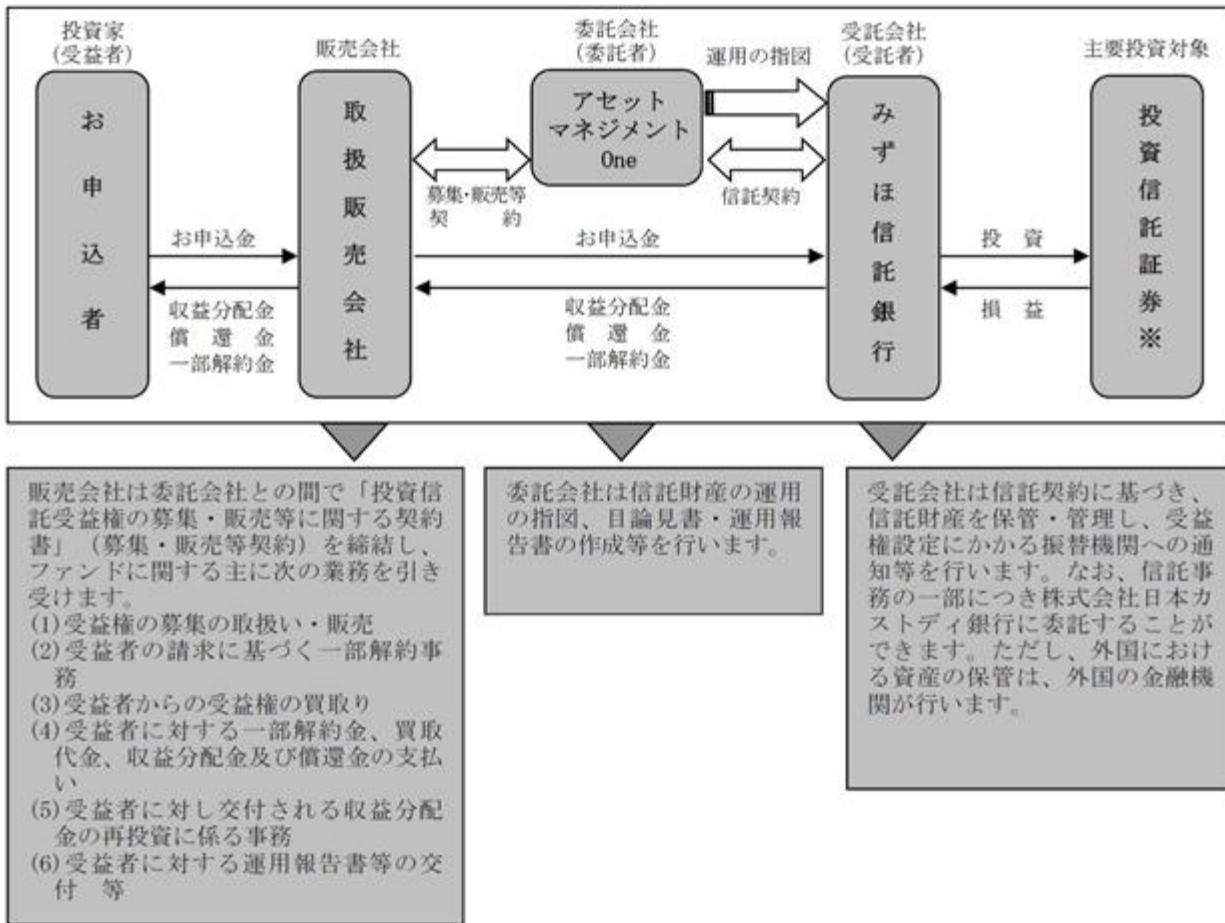 投資家
(受益者)
お申込者
販売会社
取扱販売会社
委託会社
(委託者)
アセット
マネジメント
One
運用の指図
受託会社
(受託者)
みずほ信託銀行
主要投資対象
投資信託証券※
募集・販売等
契　　約
信託契約
お申込金
収益分配金
償　還　金
一部解約金
お申込金
収益分配金
償　還　金
一部解約金
投　資
損　益
販売会社は委託会社との間で「投資信
託受益権の募集・販売等に関する契約
書」（募集・販売等契約）を締結し、
ファンドに関する主に次の業務を引き
受けます。
(1)受益権の募集の取扱い・販売
(2)受益者の請求に基づく一部解約事
務
(3)受益者からの受益権の買取り
(4)受益者に対する一部解約金、買取
代金、収益分配金及び償還金の支払
い
(5)受益者に対し交付される収益分配
金の再投資に係る事務
(6)受益者に対する運用報告書等の交
付　等
委託会社は信託財産の運用
の指図、目論見書・運用報
告書の作成等を行います。
受託会社は信託契約に基づき、
信託財産を保管・管理し、受益
権設定にかかる振替機関への通
知等を行います。なお、信託事
務の一部につき株式会社日本カ
ストディ銀行に委託することが
できます。ただし、外国におけ
る資産の保管は、外国の金融機
関が行います。